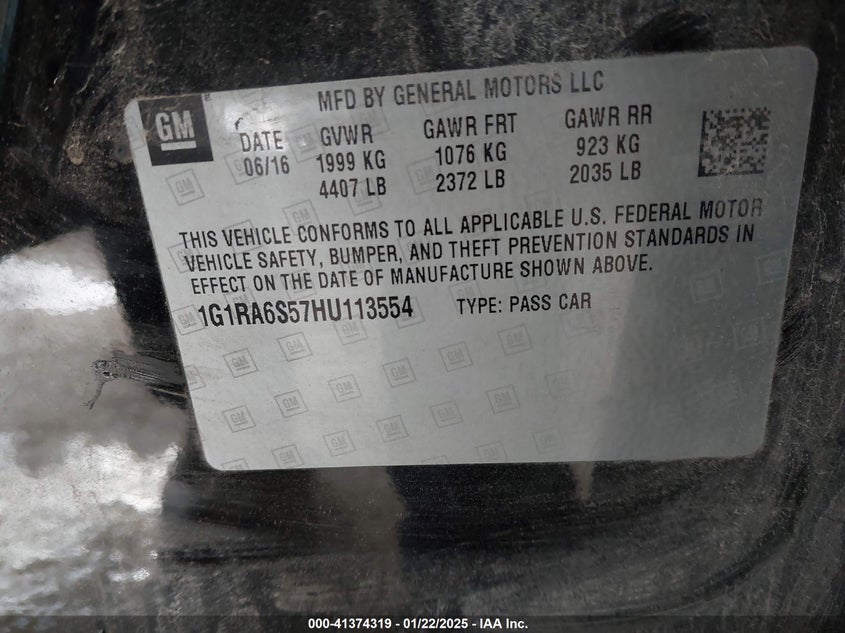 GM
MFD BY GENERAL MOTORS LLC
DATE GVWR GAWR FRT GAWR RR
06/16 1999 KG 1076 KG 923 KG
4407 LB 2372 LB 2035 LB
THIS VEHICLE CONFORMS TO ALL APPLICABLE U.S. FEDERAL MOTOR
VEHICLE SAFETY, BUMPER, AND THEFT PREVENTION STANDARDS IN
EFFECT ON THE DATE OF MANUFACTURE SHOWN ABOVE.
1G1RA6S57HU113554 TYPE: PASS CAR
000-41374319 - 01/22/2025 - IAA Inc.